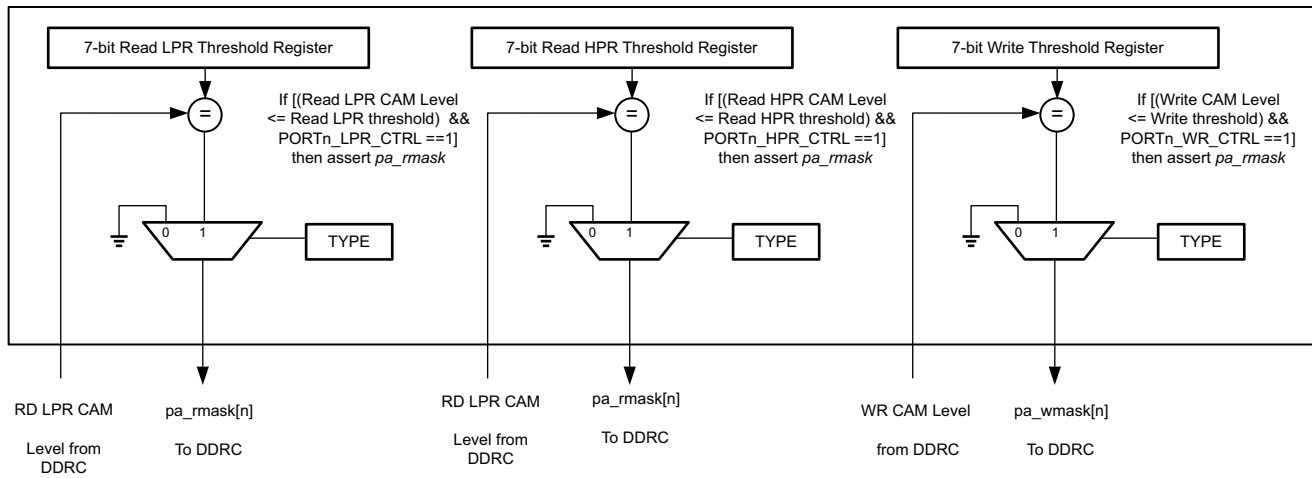 7-bit Read LPR Threshold Register
=
If [(Read LPR CAM Level
<= Read LPR threshold) &&
PORTn_LPR_CTRL ==1]
then assert pa_rmask
0 1
TYPE
RD LPR CAM
Level from
DDRC
pa_rmask[n]
To DDRC
7-bit Read HPR Threshold Register
=
If [(Read HPR CAM Level
<= Read HPR threshold) &&
PORTn_HPR_CTRL ==1]
then assert pa_rmask
0 1
TYPE
RD LPR CAM
Level from
DDRC
pa_rmask[n]
To DDRC
7-bit Write Threshold Register
=
If [(Write CAM Level
<= Write threshold) &&
PORTn_WR_CTRL ==1]
then assert pa_rmask
0 1
TYPE
WR CAM Level
from DDRC
pa_wmask[n]
To DDRC